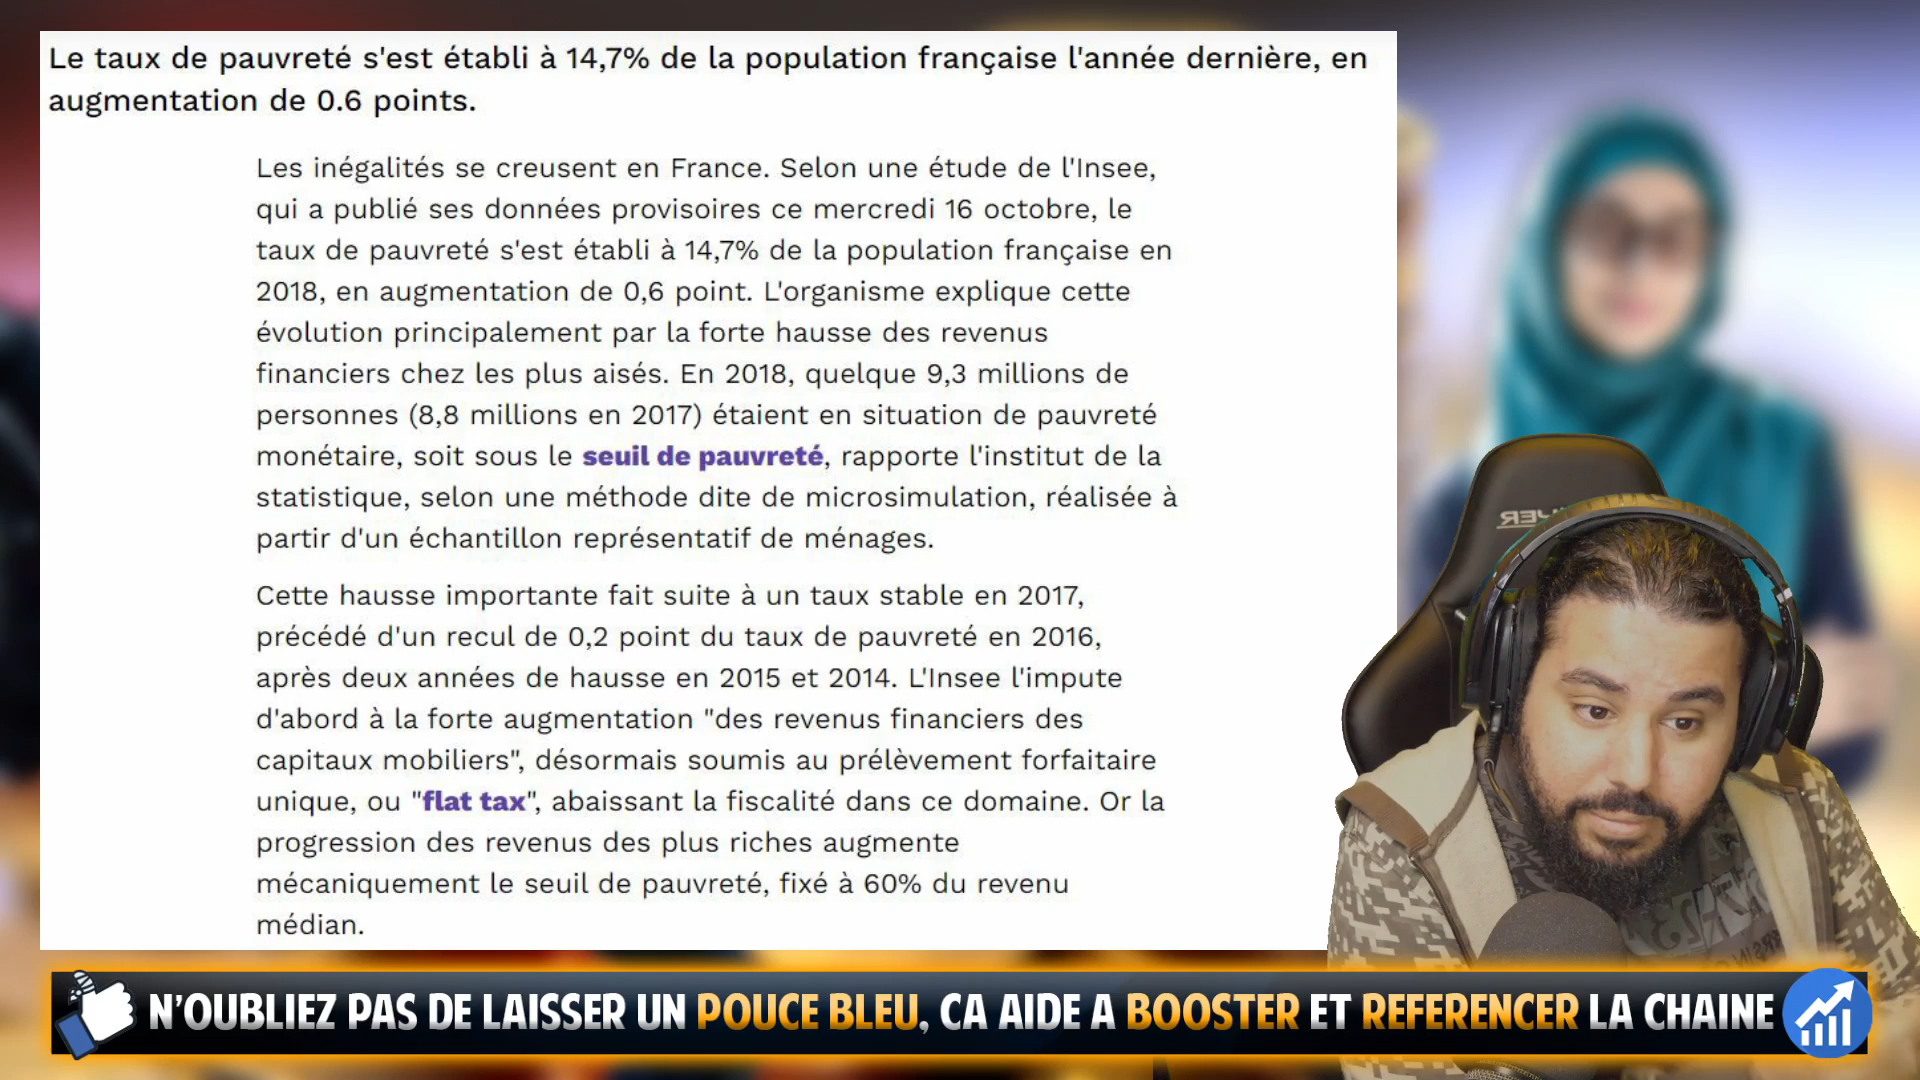 Le taux de pauvreté s'est établi à 14,7% de la population française l'année dernière, en
augmentation de 0.6 points.
Les inégalités se creusent en France. Selon une étude de l'Insee,
qui a publié ses données provisoires ce mercredi 16 octobre, le
taux de pauvreté s'est établi à 14,7% de la population française en
2018, en augmentation de 0,6 point. L'organisme explique cette
évolution principalement par la forte hausse des revenus
financiers chez les plus aisés. En 2018, quelque 9,3 millions de
personnes (8,8 millions en 2017) étaient en situation de pauvreté
monétaire, soit sous le seuil de pauvreté, rapporte l'institut de la
statistique, selon une méthode dite de microsimulation, réalisée à
partir d'un échantillon représentatif de ménages.
Cette hausse importante fait suite à un taux stable en 2017,
précédé d'un recul de 0,2 point du taux de pauvreté en 2016,
après deux années de hausse en 2015 et 2014. L'Insee l'impute
d'abord à la forte augmentation "des revenus financiers des
capitaux mobiliers", désormais soumis au prélèvement forfaitaire
unique, ou "flat tax", abaissant la fiscalité dans ce domaine. Or la
progression des revenus des plus riches augmente
mécaniquement le seuil de pauvreté, fixé à 60% du revenu
médian.
N'OUBLIEZ PAS DE LAISSER UN POUCE BLEU, CA AIDE A BOOSTER ET REFERENCER LA CHAINE